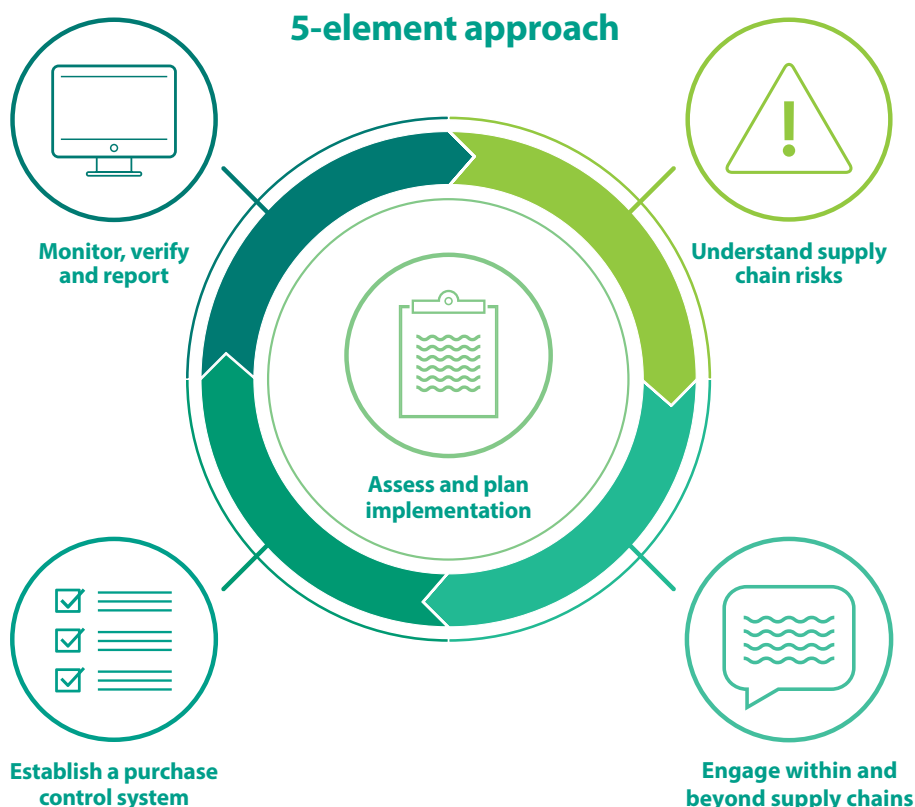 5-element approach
Monitor, verify
and report
Understand supply
chain risks
Assess and plan
implementation
Establish a purchase
control system
Engage within and
beyond supply chains